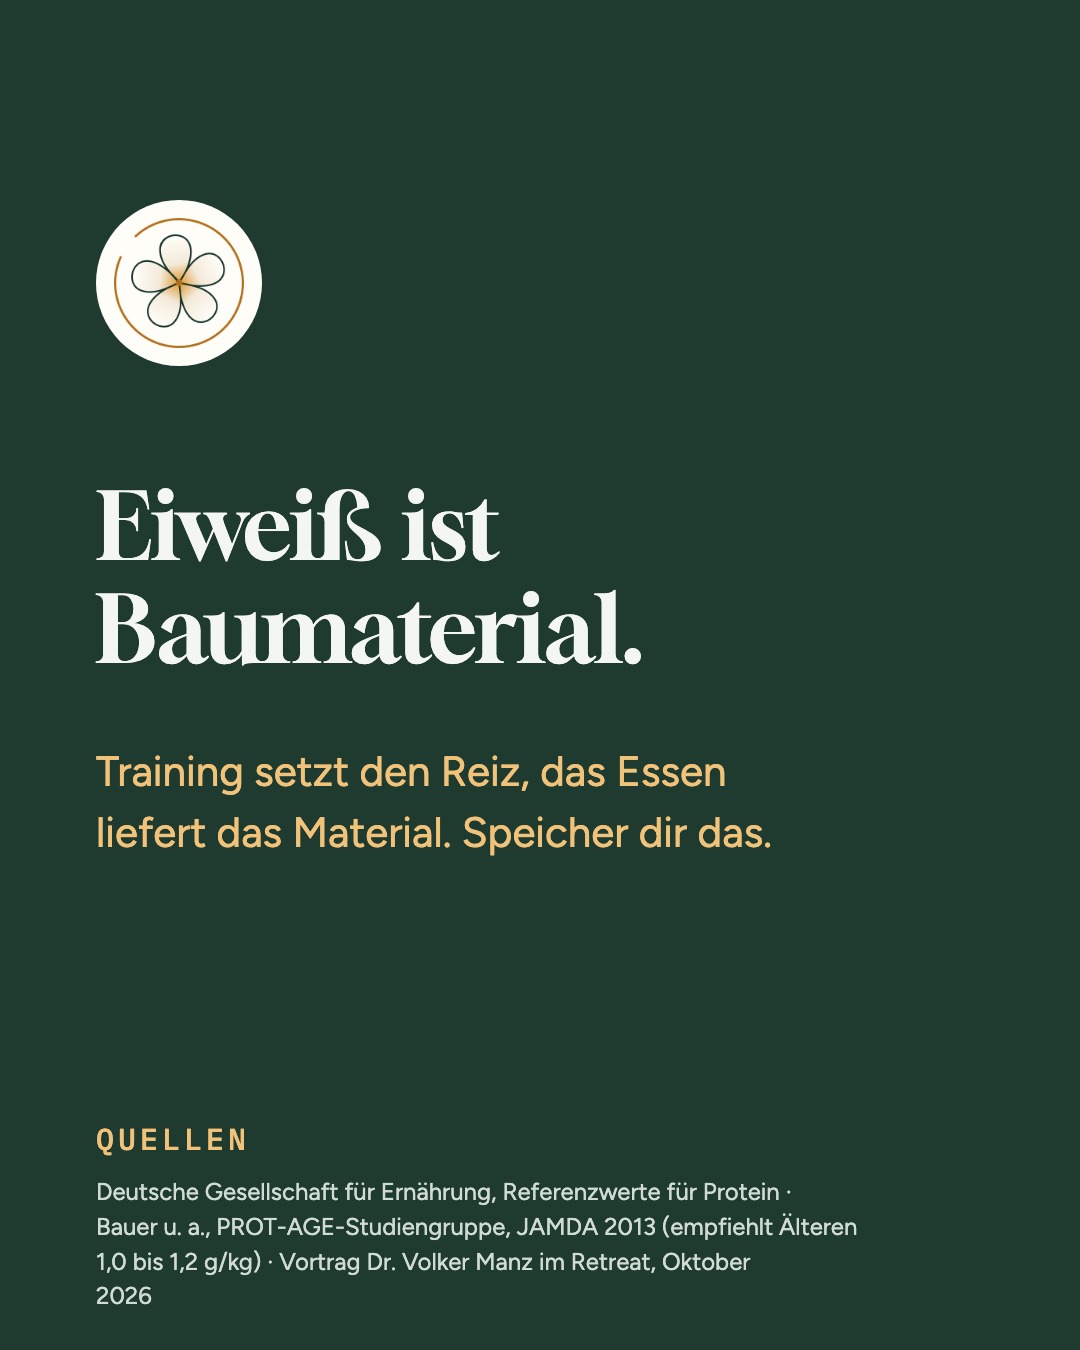 Eiweiß ist
Baumaterial.
Training setzt den Reiz, das Essen
liefert das Material. Speicher dir das.
QUELLEN
Deutsche Gesellschaft für Ernährung, Referenzwerte für Protein ·
Bauer u. a., PROT-AGE-Studiengruppe, JAMDA 2013 (empfiehlt Älteren
1,0 bis 1,2 g/kg) · Vortrag Dr. Volker Manz im Retreat, Oktober
2026